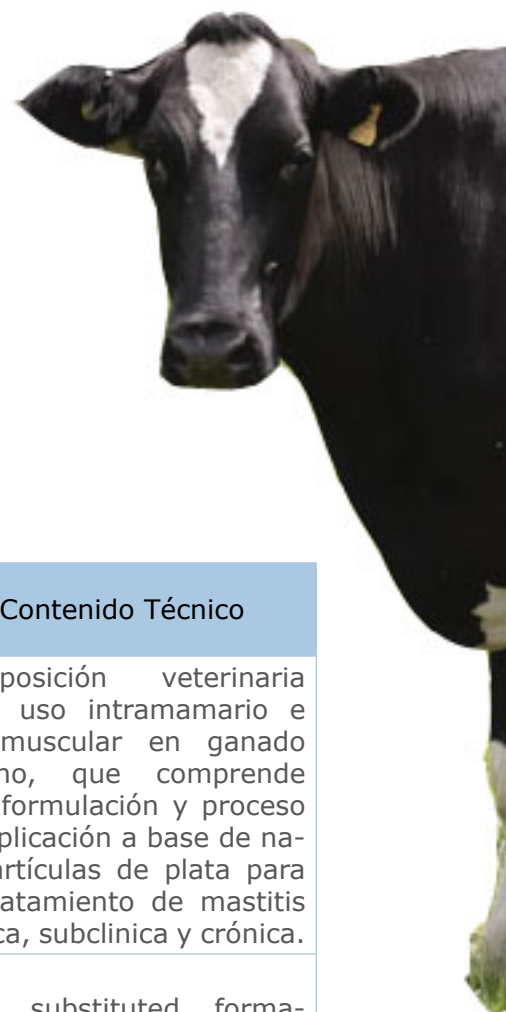 Contenido Técnico
posición veterinaria
uso intramamario e
muscular en ganado
no, que comprende
formulación y proceso
plicación a base de na-
artículas de plata para
atamiento de mastitis
ca, subclinica y crónica.
substituted forma-